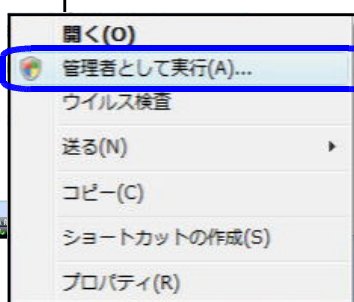 開く(O)
管理者として実行(A)...
ウイルス検査
送る(N)
コピー(C)
ショートカットの作成(S)
プロパティ(R)